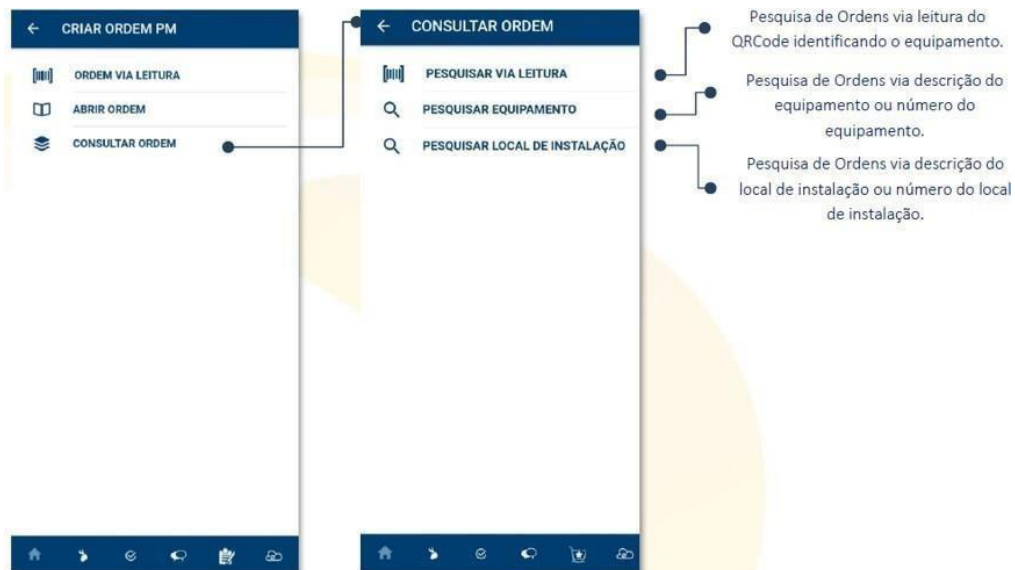 CRIAR ORDEM PM
ORDEM VIA LEITURA
ABRIR ORDEM
CONSULTAR ORDEM
CONSULTAR ORDEM
PESQUISAR VIA LEITURA
PESQUISAR EQUIPAMENTO
PESQUISAR LOCAL DE INSTALAÇÃO
Pesquisa de Ordens via leitura do
QRCode identificando o equipamento.
Pesquisa de Ordens via descrição do
equipamento ou número do
equipamento.
Pesquisa de Ordens via descrição do
local de instalação ou número do local
de instalação.